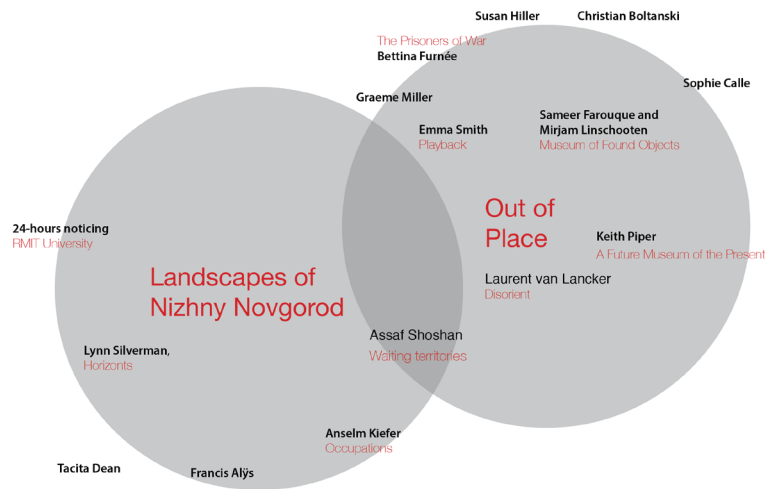 Susan Hiller
Christian Boltanski
The Prisoners of War
Bettina Furnée
Sophie Calle
Graeme Miller
Sameer Farouque and
Mirjam Linschooten
Museum of Found Objects
Emma Smith
Playback
Out of
Place
24-hours noticing
RMIT University
Keith Piper
A Future Museum of the Present
Landscapes of
Nizhny Novgorod
Laurent van Lancker
Disorient
Assaf Shoshan
Waiting territories
Lynn Silverman,
Horizonts
Anselm Kiefer
Occupations
Tacita Dean
Francis Alÿs